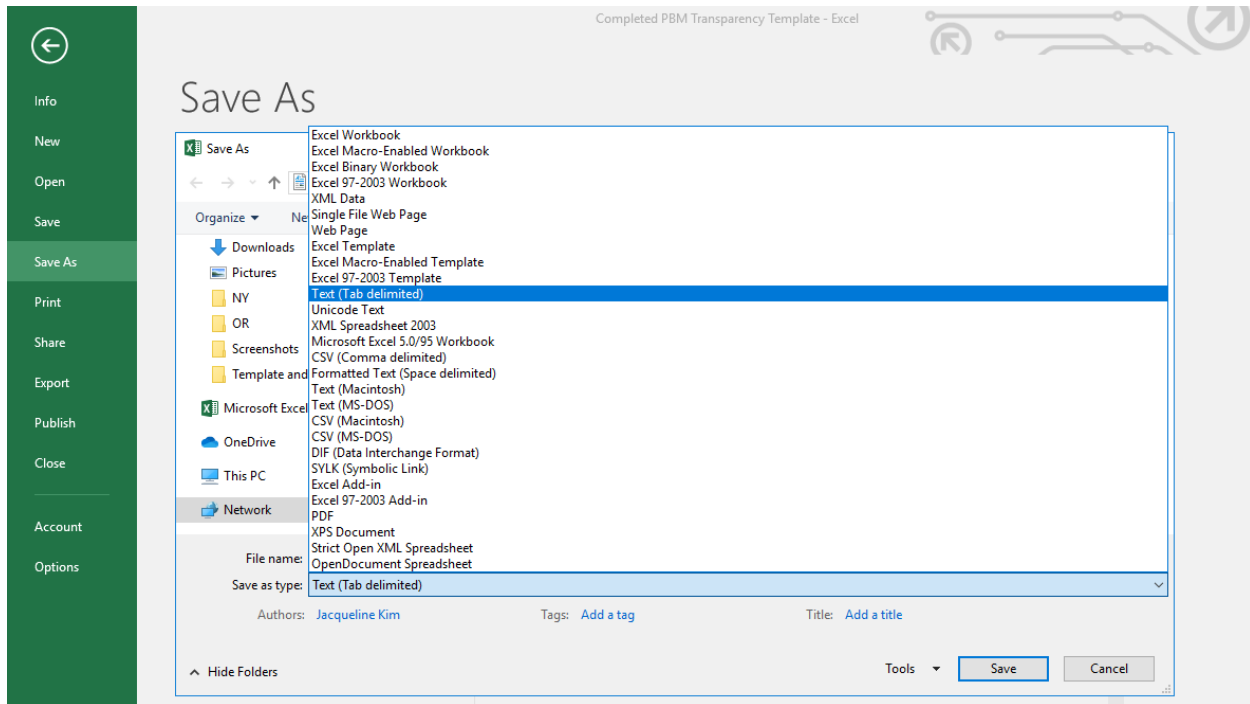 Completed PBM Transparency Template - Excel
Info
New
Open
Save
Save As
Print
Share
Export
Publish
Close
Account
Options
Save As
Save As
Organize
Ne
Downloads
Pictures
NY
OR
Screenshots
Template and
Microsoft Excel
OneDrive
This PC
Network
Excel Workbook
Excel Macro-Enabled Workbook
Excel Binary Workbook
Excel 97-2003 Workbook
XML Data
Single File Web Page
Web Page
Excel Template
Excel Macro-Enabled Template
Excel 97-2003 Template
Text (Tab delimited)
Unicode Text
XML Spreadsheet 2003
Microsoft Excel 5.0/95 Workbook
CSV (Comma delimited)
Formatted Text (Space delimited)
Text (Macintosh)
Text (MS-DOS)
CSV (Macintosh)
CSV (MS-DOS)
DIF (Data Interchange Format)
SYLK (Symbolic Link)
Excel Add-in
Excel 97-2003 Add-in
PDF
XPS Document
Strict Open XML Spreadsheet
OpenDocument Spreadsheet
File name:
Save as type: Text (Tab delimited)
Authors: Jacqueline Kim Tags: Add a tag Title: Add a title
Hide Folders Tools Save Cancel